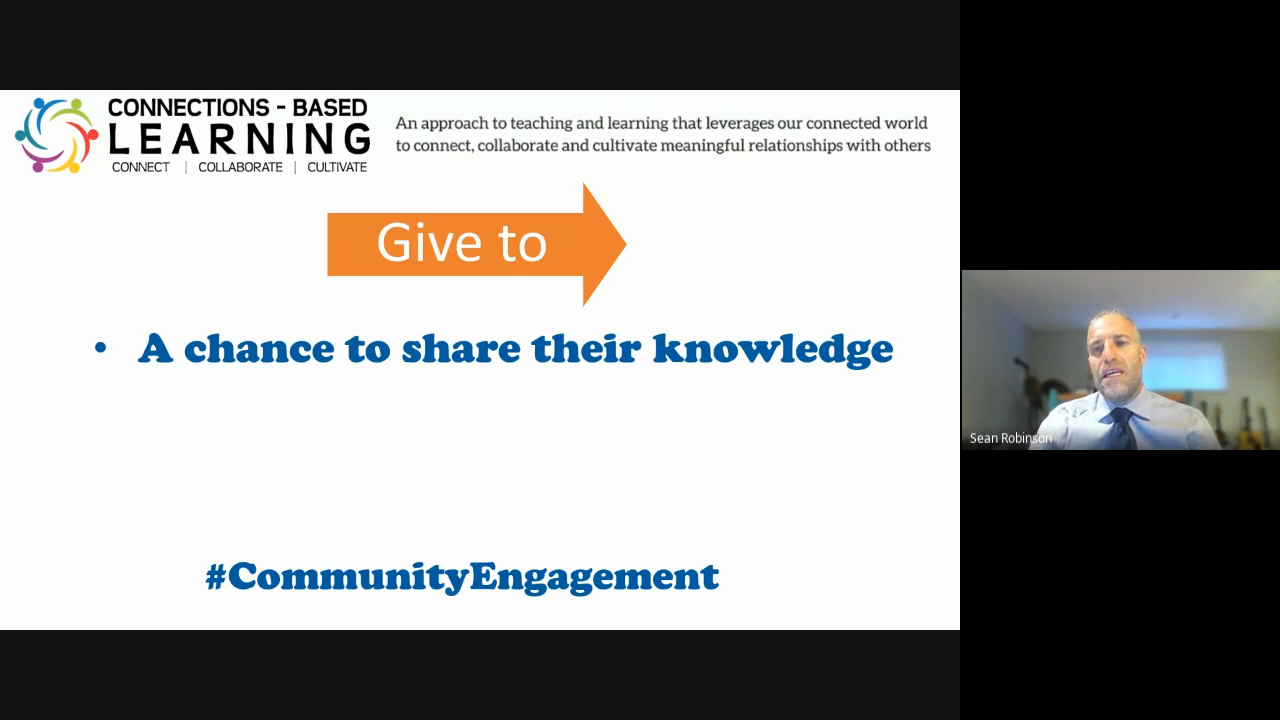 CONNECTIONS - BASED
LEARNING
CONNECT | COLLABORATE | CULTIVATE
An approach to teaching and learning that leverages our connected world
to connect, collaborate and cultivate meaningful relationships with others
Give to
• A chance to share their knowledge
#CommunityEngagement
Sean Robinson